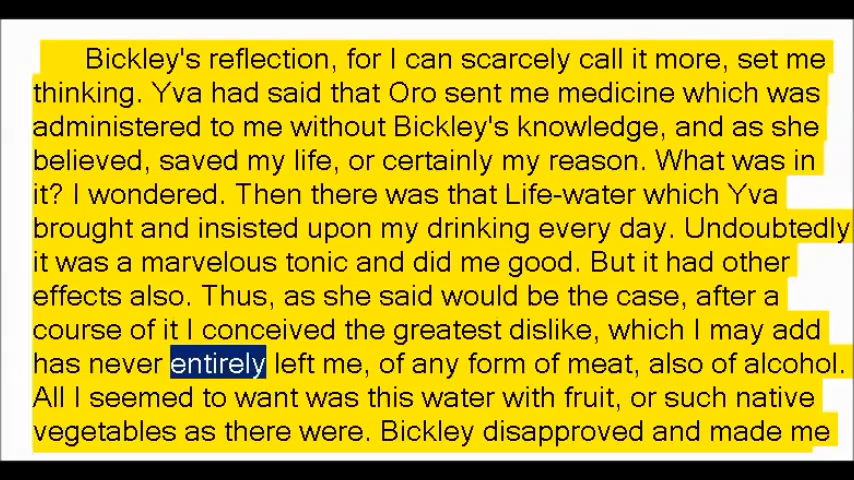 Bickley's reflection, for I can scarcely call it more, set me
thinking. Yva had said that Oro sent me medicine which was
administered to me without Bickley's knowledge, and as she
believed, saved my life, or certainly my reason. What was in
it? I wondered. Then there was that Life-water which Yva
brought and insisted upon my drinking every day. Undoubtedly
it was a marvelous tonic and did me good. But it had other
effects also. Thus, as she said would be the case, after a
course of it I conceived the greatest dislike, which I may add
has never entirely left me, of any form of meat, also of alcohol.
All I seemed to want was this water with fruit, or such native
vegetables as there were. Bickley disapproved and made me